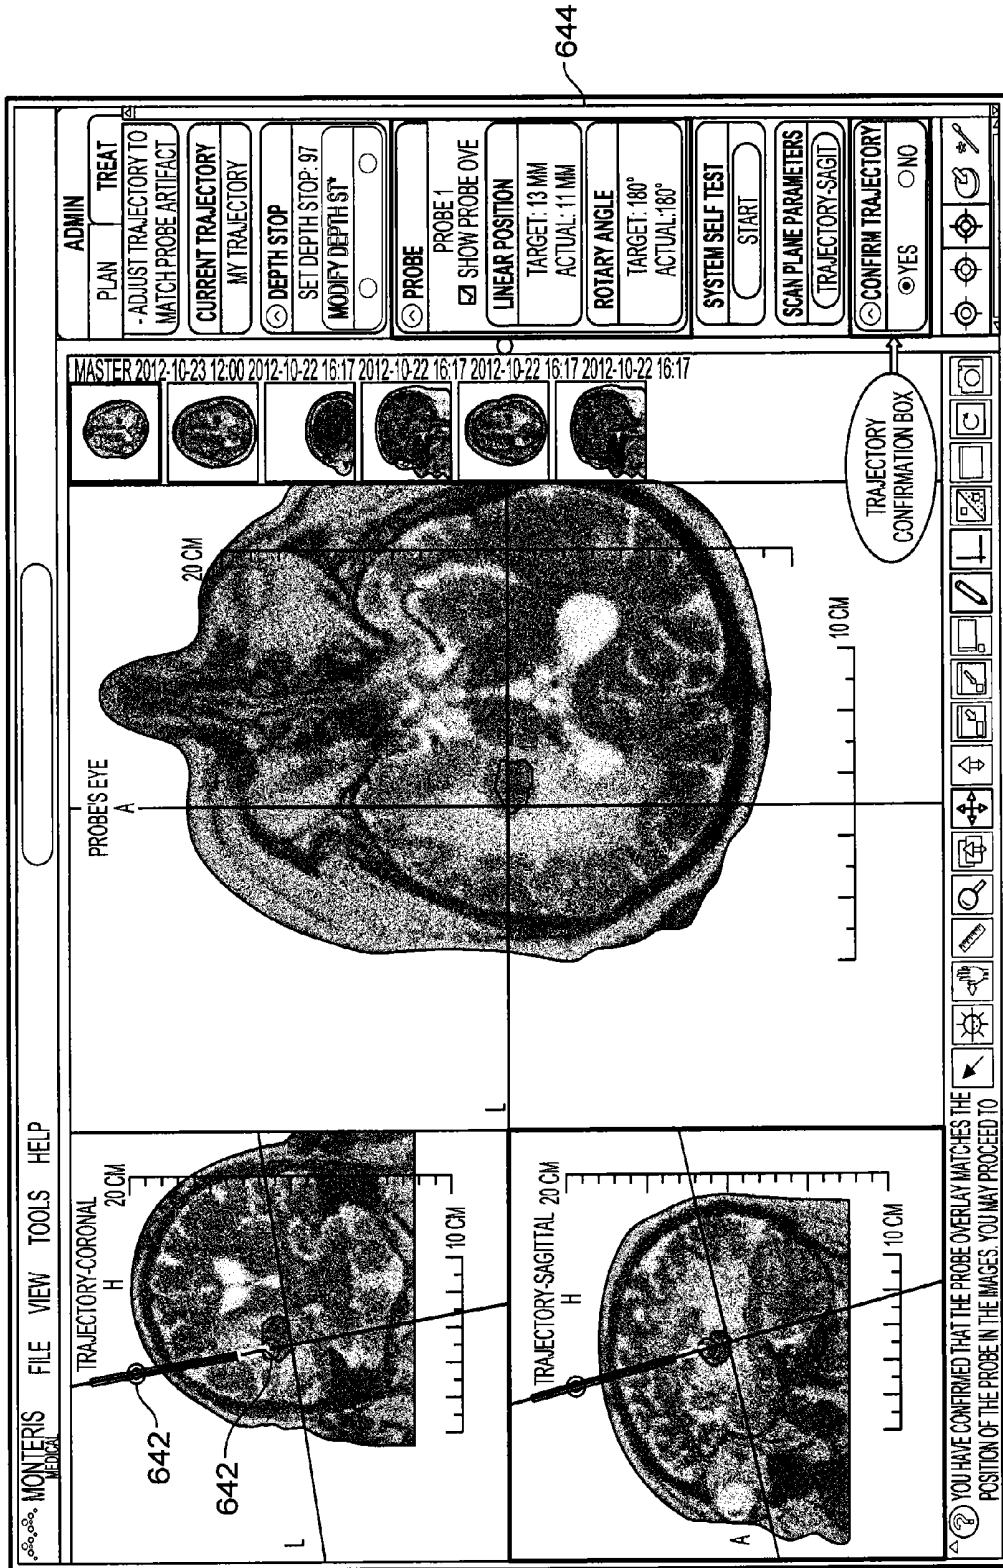 MONTERIS
MEDICAL
FILE VIEW TOOLS HELP
TRAJECTORY-CORONAL
H
20 CM
10 CM
L
642
642
TRAJECTORY-SAGITTAL
H
20 CM
10 CM
A
PROBE'S EYE
A
20 CM
10 CM
L
MASTER 2012-10-23 12:00 2012-10-22 16:17 2012-10-22 16:17 2012-10-22 16:17 2012-10-22 16:17
ADMIN
PLAN TREAT
- ADJUST TRAJECTORY TO
MATCH PROBE ARTIFACT
CURRENT TRAJECTORY
MY TRAJECTORY
DEPTH STOP
SET DEPTH STOP: 97
MODIFY DEPTH ST*
PROBE
PROBE 1
SHOW PROBE OVE
LINEAR POSITION
TARGET: 13 MM
ACTUAL: 11 MM
ROTARY ANGLE
TARGET: 180°
ACTUAL:180°
SYSTEM SELF TEST
START
SCAN PLANE PARAMETERS
TRAJECTORY-SAGIT
CONFIRM TRAJECTORY
YES NO
644
TRAJECTORY
CONFIRMATION BOX
? YOU HAVE CONFIRMED THAT THE PROBE OVERLAY MATCHES THE
POSITION OF THE PROBE IN THE IMAGES. YOU MAY PROCEED TO